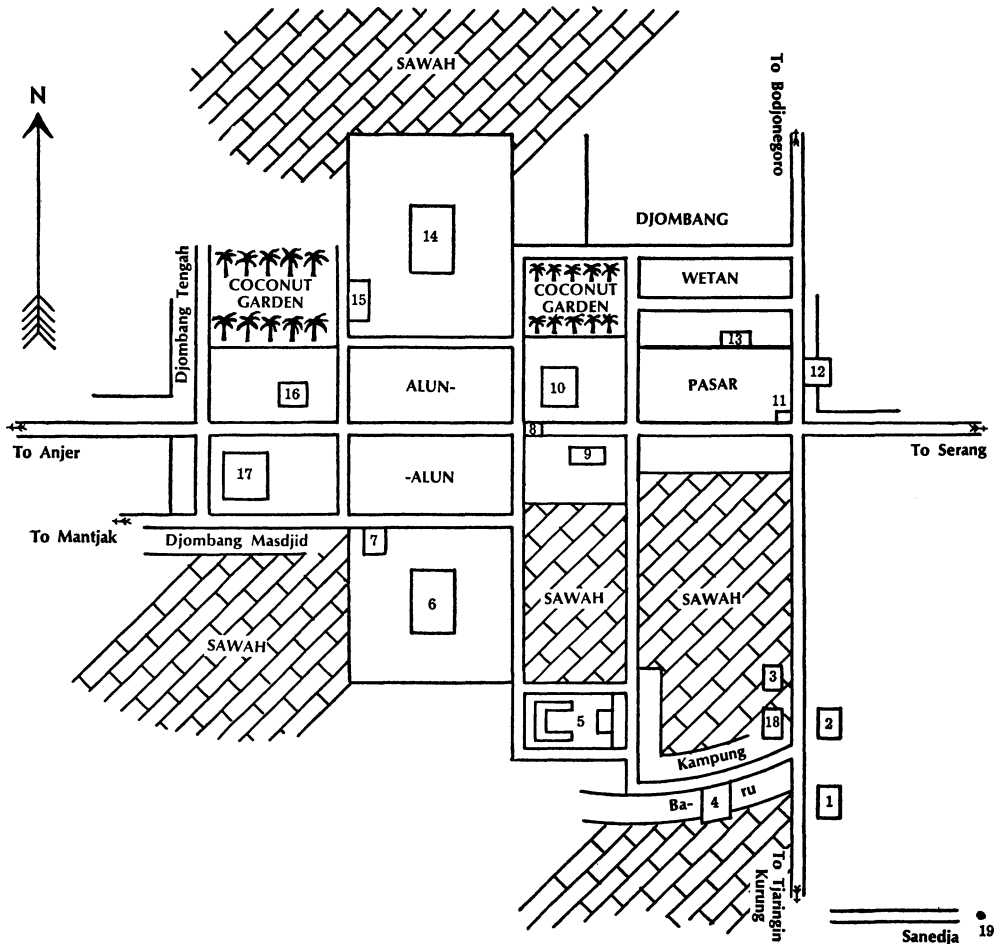 SAWAH
N
To Bodjonegoro
DJOMBANG
14
Djombang Tengah
COCONUT
GARDEN
COCONUT
GARDEN
WETAN
15
13
12
16
ALUN-
10
PASAR
11
8
To Anjer
To Serang
9
17
-ALUN
To Mantjak
Djombang Masdjid
7
6
SAWAH
SAWAH
SAWAH
3
5
18
2
Kampung
Ba-
4
ru
1
To Tjaringin
Kurung
Sanedja
19